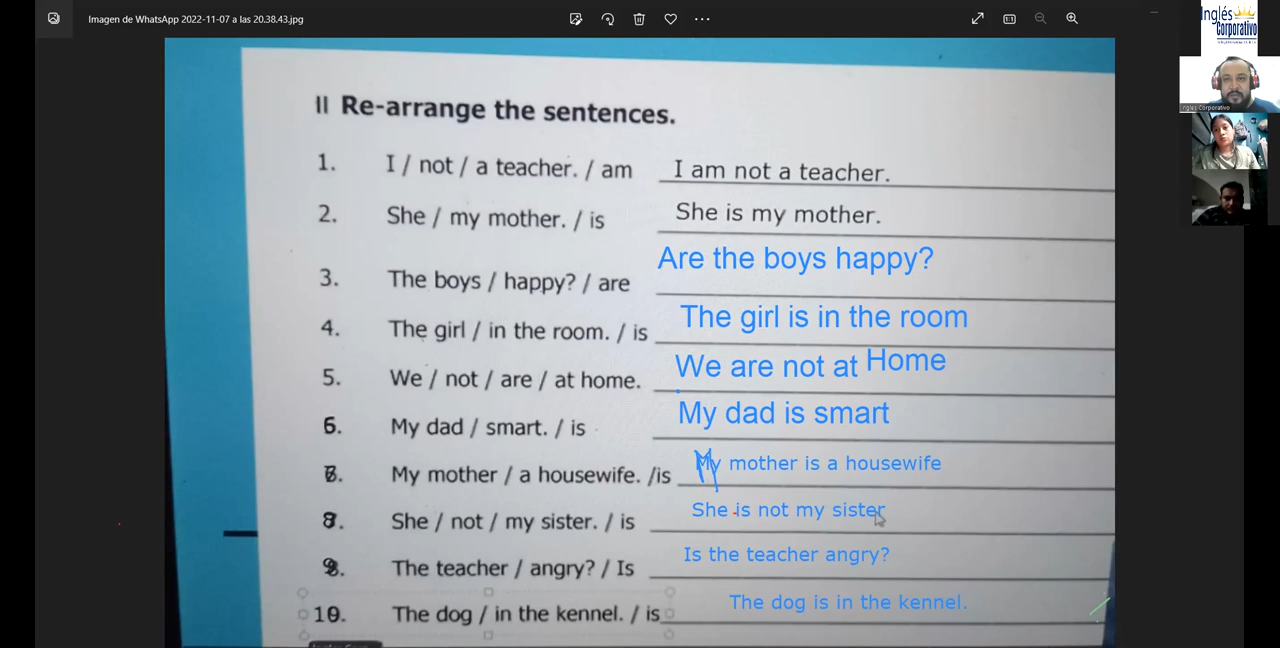 Imagen de WhatsApp 2022-11-07 a las 20.38.43.jpg
Inglés
Corporativo
Inglés Corporativo
II Re-arrange the sentences.
1. I / not / a teacher. / am I am not a teacher.
2. She / my mother. / is She is my mother.
3. The boys / happy? / are Are the boys happy?
4. The girl / in the room. / is The girl is in the room
5. We / not / are / at home. We are not at Home
6. My dad / smart. / is My dad is smart
7. My mother / a housewife. /is My mother is a housewife
8. She / not / my sister. / is She is not my sister
9. The teacher / angry? / Is Is the teacher angry?
10. The dog / in the kennel. / is The dog is in the kennel.